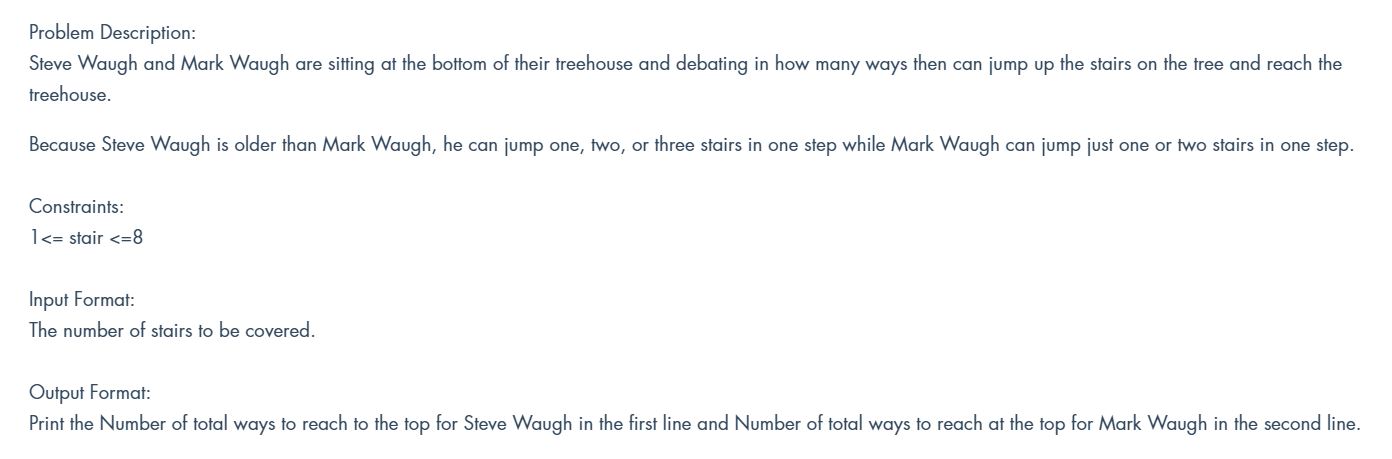 Problem Description:
Steve Waugh and Mark Waugh are sitting at the bottom of their treehouse and debating in how many ways then can jump up the stairs on the tree and reach the
treehouse.
Because Steve Waugh is older than Mark Waugh, he can jump one, two, or three stairs in one step while Mark Waugh can jump just one or two stairs in one step.
Constraints:
1<= stair <=8
Input Format:
The number of stairs to be covered.
Output Format:
Print the Number of total ways to reach to the top for Steve Waugh in the first line and Number of total ways to reach at the top for Mark Waugh in the second line.